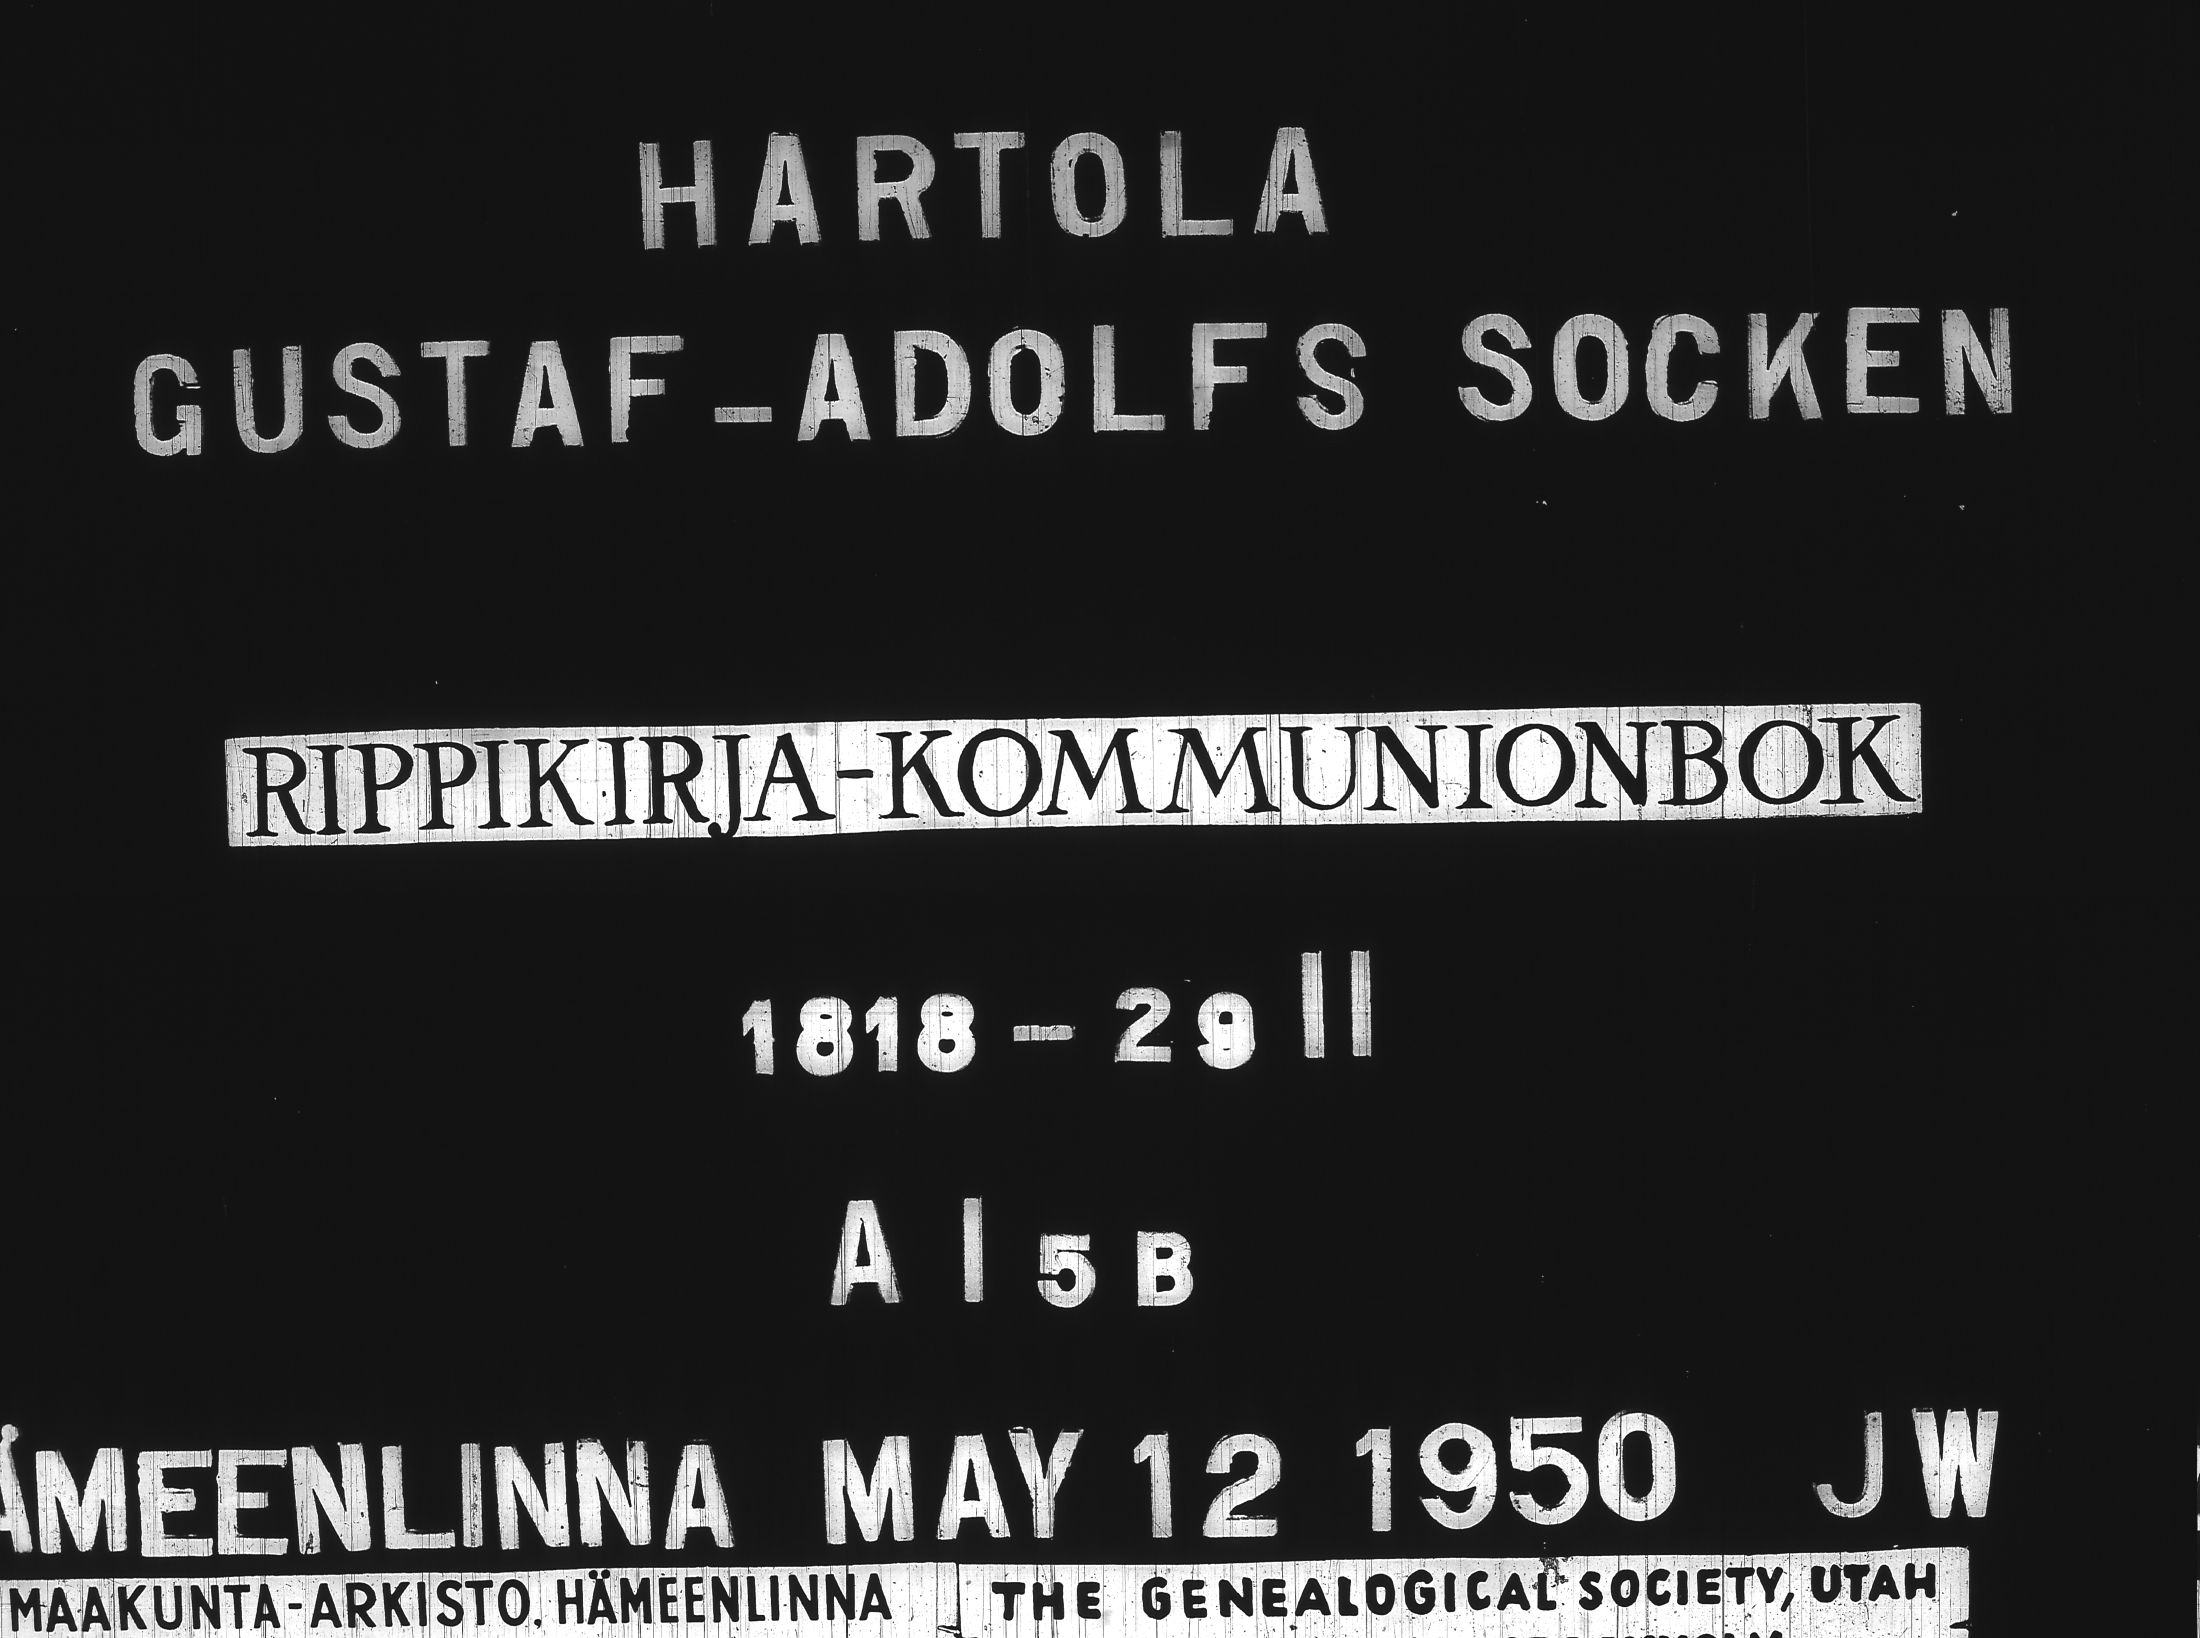 HARTOLA
GUSTAF-ADOLFS SOCKEN
RIPPIKIRJA-KOMMUNIONBOK
1818-29 II
A I 5 B
ÄMEENLINNA MAY 12 1950 JW
MAAKUNTA-ARKISTO, HÄMEENLINNA
THE GENEALOGICAL SOCIETY, UTAH